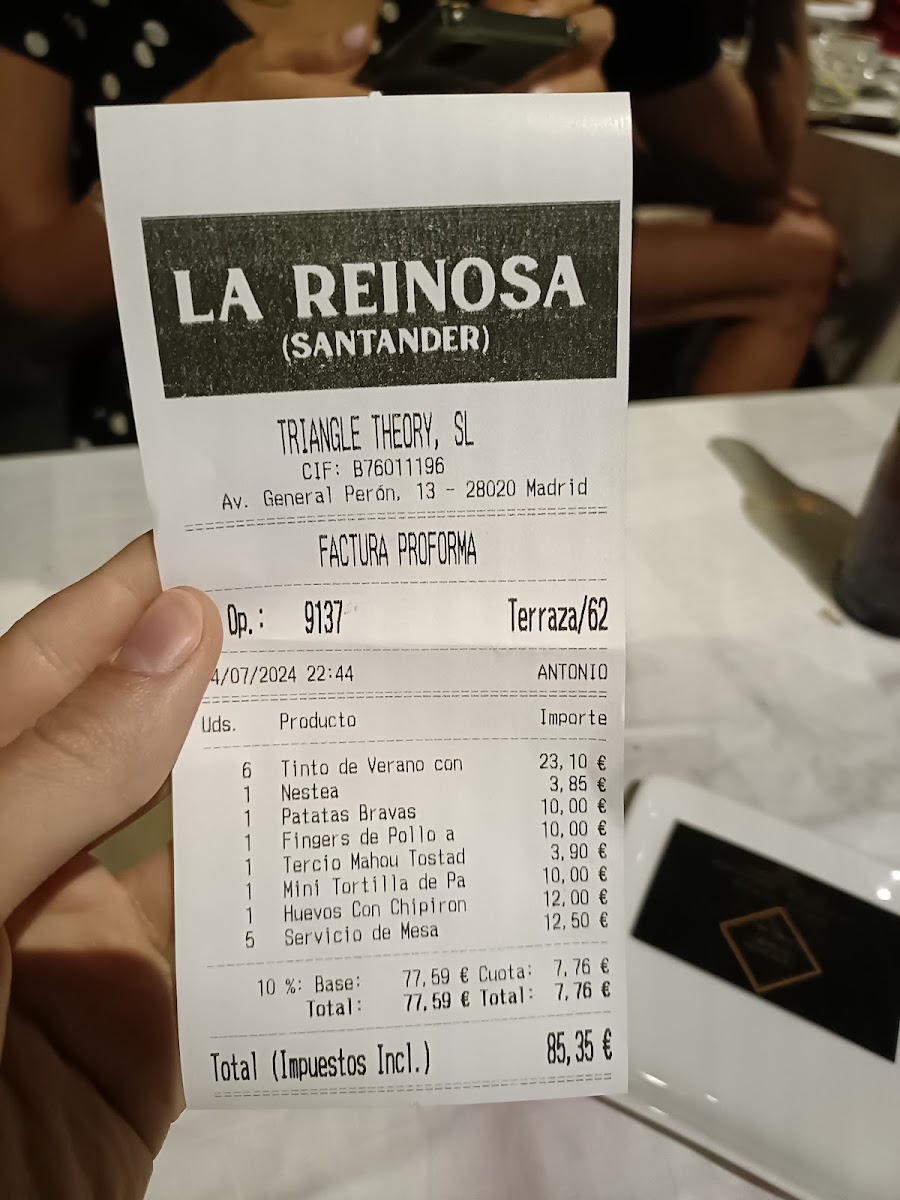 LA REINOSA
(SANTANDER)
TRIANGLE THEORY, SL
CIF: B76011196
Av. General Perón, 13 - 28020 Madrid
FACTURA PROFORMA
Op.: 9137 Terraza/62
4/07/2024 22:44 ANTONIO
Uds. Producto Importe
6 Tinto de Verano con 23,10 €
1 Nestea 3,85 €
1 Patatas Bravas 10,00 €
1 Fingers de Pollo a 10,00 €
1 Tercio Mahou Tostad 3,90 €
1 Mini Tortilla de Pa 10,00 €
1 Huevos Con Chipiron 12,00 €
5 Servicio de Mesa 12,50 €
10 %: Base: 77,59 € Cuota: 7,76 €
Total: 77,59 € Total: 7,76 €
Total (Impuestos Incl.) 85,35 €